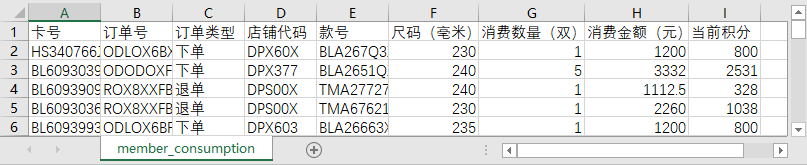 A B C D E F G H I
1 卡号 订单号 订单类型 店铺代码 款号 尺码（毫米） 消费数量（双） 消费金额（元） 当前积分
2 HS340766 ODLOX6BX 下单 DPX60X BLA267Q3 230 1 1200 800
3 BL6093039 ODODOXF 下单 DPX377 BLA2651Q 240 5 3332 2531
4 BL6093909 ROX8XXFB 退单 DPS00X TMA27727 240 1 1112.5 328
5 BL6093036 ROX8XXFB 退单 DPS00X TMA67621 230 1 2260 1038
6 BL6093993 ODLOX6BF 下单 DPX603 BLA26663 235 1 1200 800
member_consumption